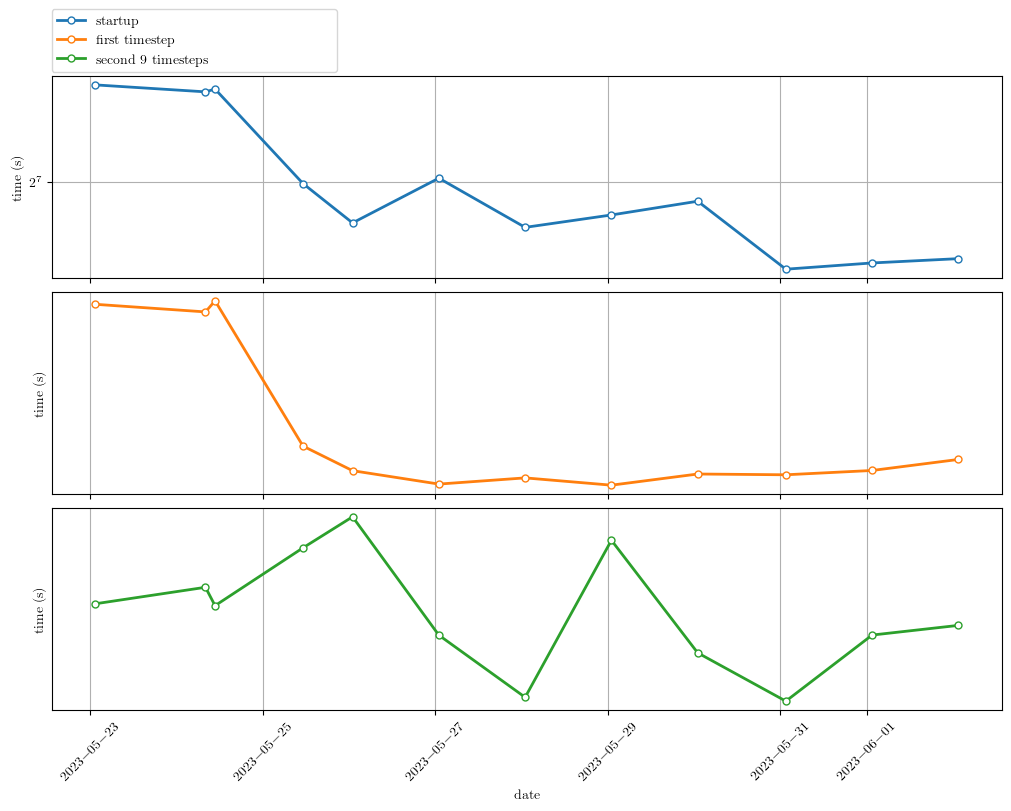 startup
first timestep
second 9 timesteps
time (s)
2⁷
time (s)
time (s)
2023−05−23
2023−05−25
2023−05−27
2023−05−29
2023−05−31
2023−06−01
date